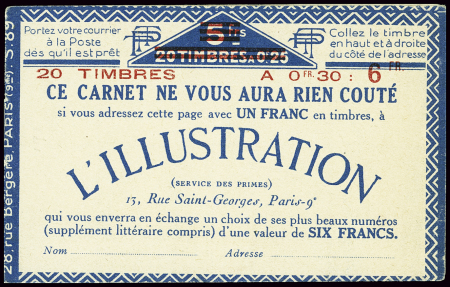 Portez votre courrier
à la Poste
dès qu'il est prêt
Collez le timbre
en haut et à droite
du côté de l'adresse
20 TIMBRES A 0.25
20 TIMBRES A 0FR.30 : 6 FR.
CE CARNET NE VOUS AURA RIEN COUTÉ
si vous adressez cette page avec UN FRANC en timbres, à
L'ILLUSTRATION
(SERVICE DES PRIMES)
13, Rue Saint-Georges, Paris-9e
qui vous enverra en échange un choix de ses plus beaux numéros
(supplément littéraire compris) d'une valeur de SIX FRANCS.
Nom Adresse
28, rue Bergère, PARIS (9e) - S. 89